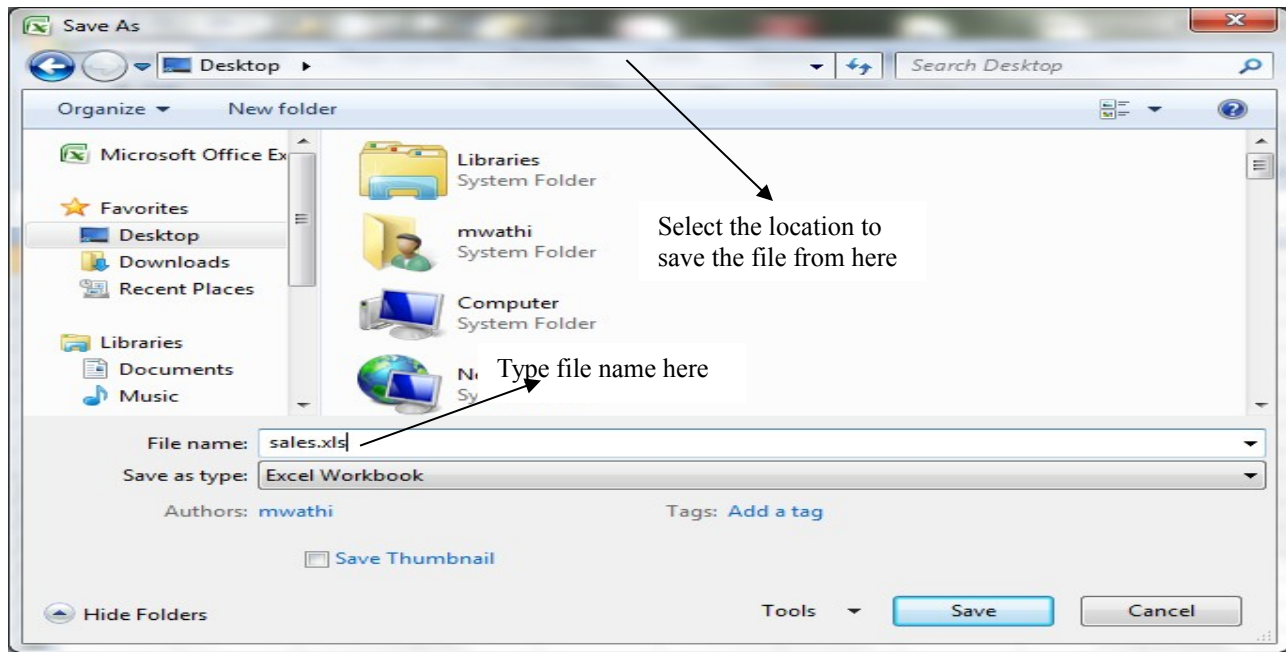 Save As
Desktop
Search Desktop
Organize
New folder
Microsoft Office Ex
Favorites
Desktop
Downloads
Recent Places
Libraries
Documents
Music
Libraries
System Folder
mwathi
System Folder
Computer
System Folder
Select the location to
save the file from here
Type file name here
File name: sales.xls
Save as type: Excel Workbook
Authors: mwathi
Tags: Add a tag
Save Thumbnail
Hide Folders
Tools
Save
Cancel